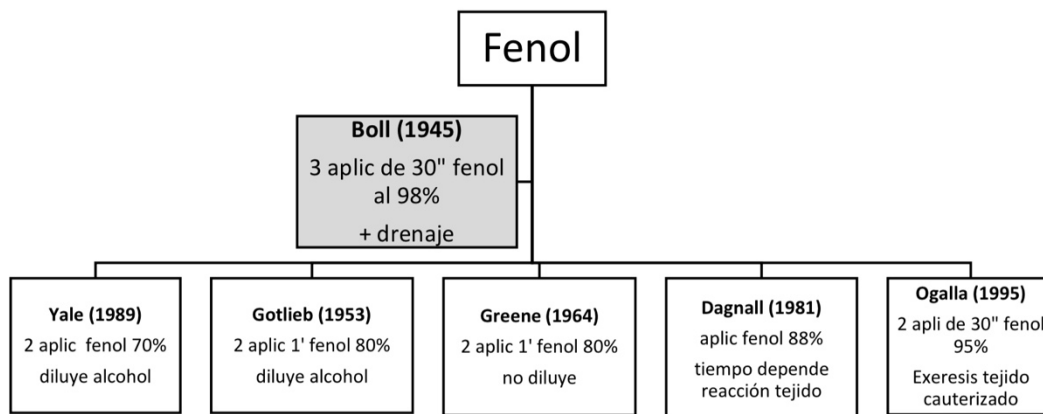 Fenol
Boll (1945)
3 aplic de 30" fenol
al 98%
+ drenaje
Yale (1989)
2 aplic  fenol 70%
diluye alcohol
Gotlieb (1953)
2 aplic 1' fenol 80%
diluye alcohol
Greene (1964)
2 aplic 1' fenol 80%
no diluye
Dagnall (1981)
aplic fenol 88%
tiempo depende
reacción tejido
Ogalla (1995)
2 apli de 30" fenol
95%
Exeresis tejido
cauterizado